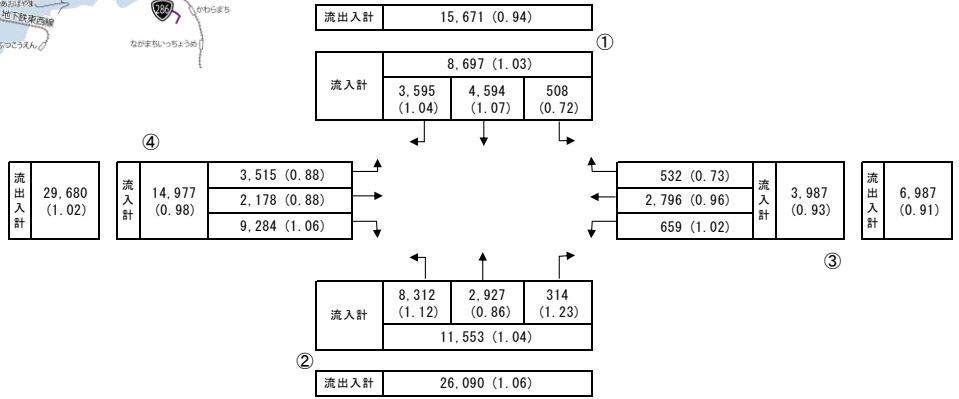 あおばやま
地下鉄東西線
286
かわらまち
ながまちいっちょうめ
流出入計 15,671 (0.94)
①
流入計 8,697 (1.03)
3,595 4,594 508
(1.04) (1.07) (0.72)
④
流出入計 29,680 (1.02)
流入計 14,977 (0.98)
3,515 (0.88)
2,178 (0.88)
9,284 (1.06)
532 (0.73)
2,796 (0.96)
659 (1.02)
流入計 3,987 (0.93)
流出入計 6,987 (0.91)
③
流入計
8,312 2,927 314
(1.12) (0.86) (1.23)
11,553 (1.04)
②
流出入計 26,090 (1.06)